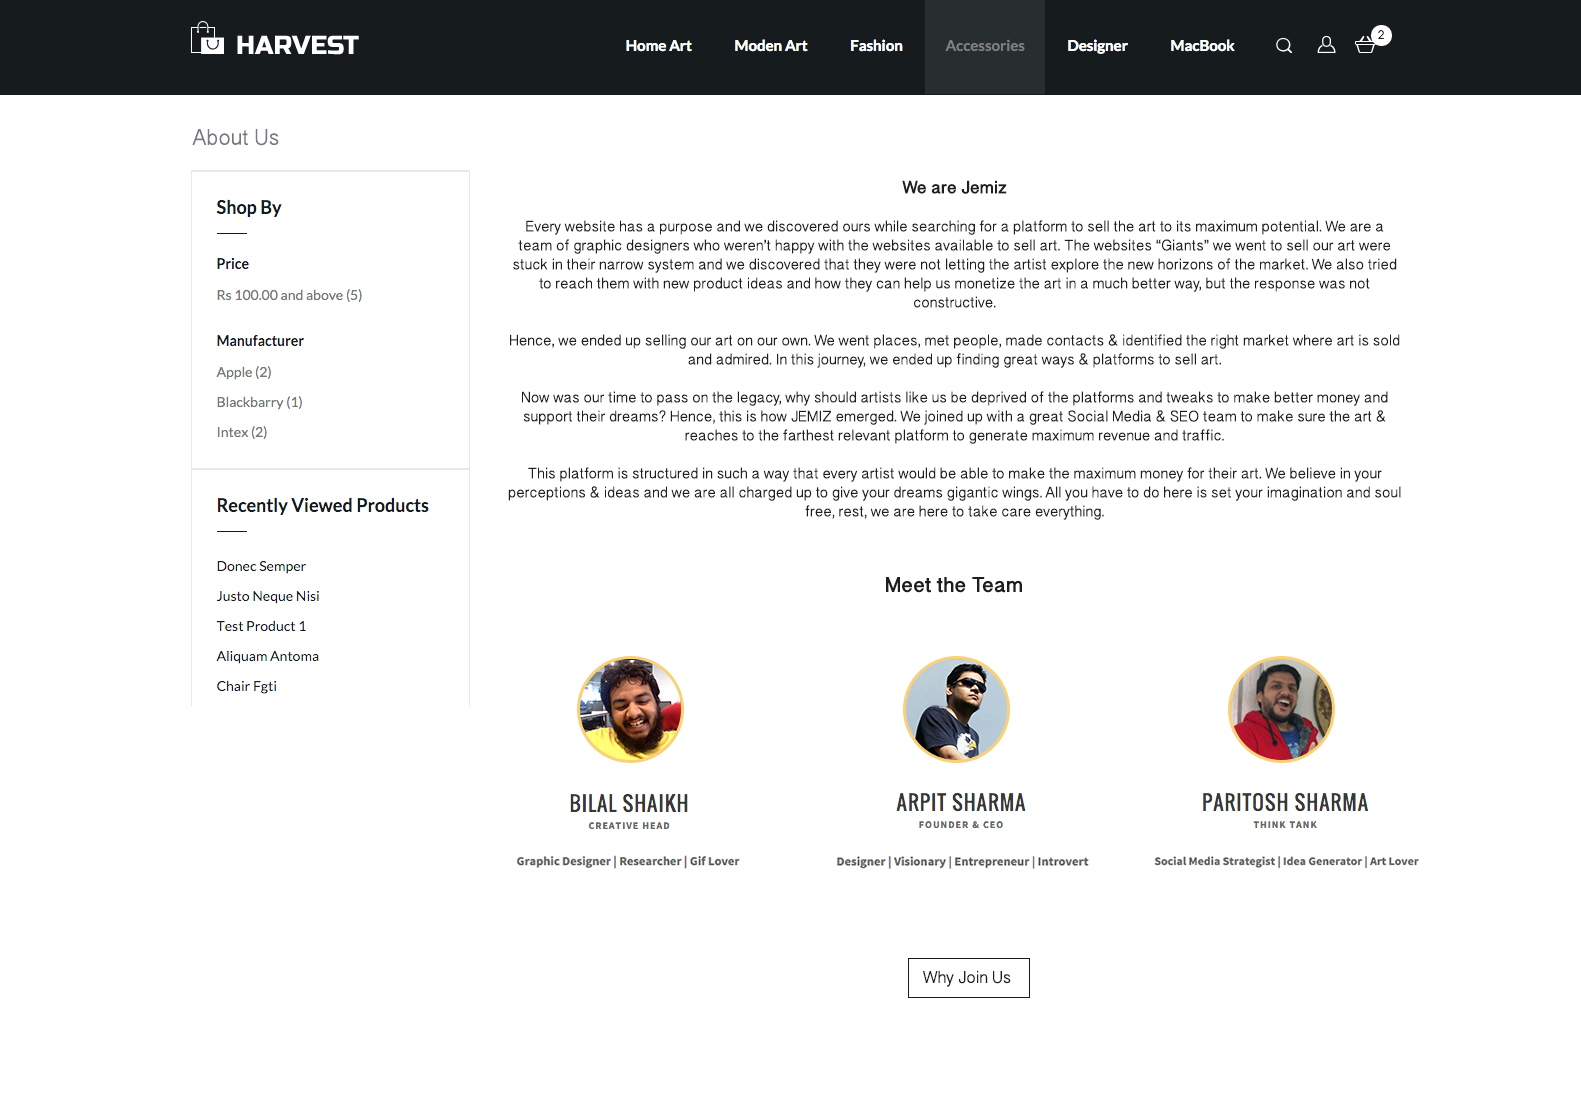 HARVEST
Home Art
Moden Art
Fashion
Accessories
Designer
MacBook
2
About Us
Shop By
Price
Rs 100.00 and above (5)
Manufacturer
Apple (2)
Blackbarry (1)
Intex (2)
Recently Viewed Products
Donec Semper
Justo Neque Nisi
Test Product 1
Aliquam Antoma
Chair Fgti
We are Jemiz
Every website has a purpose and we discovered ours while searching for a platform to sell the art to its maximum potential. We are a
team of graphic designers who weren't happy with the websites available to sell art. The websites “Giants” we went to sell our art were
stuck in their narrow system and we discovered that they were not letting the artist explore the new horizons of the market. We also tried
to reach them with new product ideas and how they can help us monetize the art in a much better way, but the response was not
constructive.
Hence, we ended up selling our art on our own. We went places, met people, made contacts & identified the right market where art is sold
and admired. In this journey, we ended up finding great ways & platforms to sell art.
Now was our time to pass on the legacy, why should artists like us be deprived of the platforms and tweaks to make better money and
support their dreams? Hence, this is how JEMIZ emerged. We joined up with a great Social Media & SEO team to make sure the art &
reaches to the farthest relevant platform to generate maximum revenue and traffic.
This platform is structured in such a way that every artist would be able to make the maximum money for their art. We believe in your
perceptions & ideas and we are all charged up to give your dreams gigantic wings. All you have to do here is set your imagination and soul
free, rest, we are here to take care everything.
Meet the Team
BILAL SHAIKH
CREATIVE HEAD
Graphic Designer | Researcher | Gif Lover
ARPIT SHARMA
FOUNDER & CEO
Designer | Visionary | Entrepreneur | Introvert
PARITOSH SHARMA
THINK TANK
Social Media Strategist | Idea Generator | Art Lover
Why Join Us